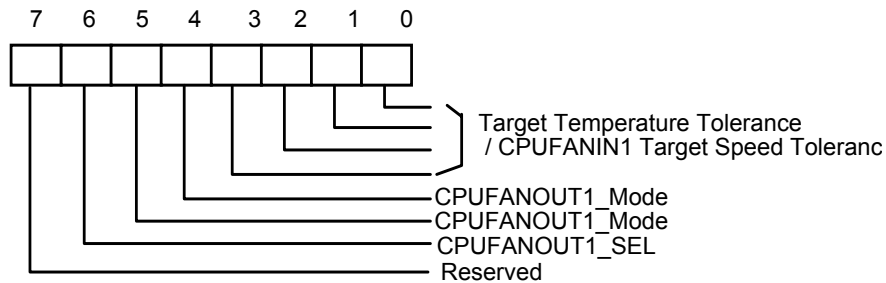 7 6 5 4 3 2 1 0
Target Temperature Tolerance
/ CPUFANIN1 Target Speed Toleranc
CPUFANOUT1_Mode
CPUFANOUT1_Mode
CPUFANOUT1_SEL
Reserved